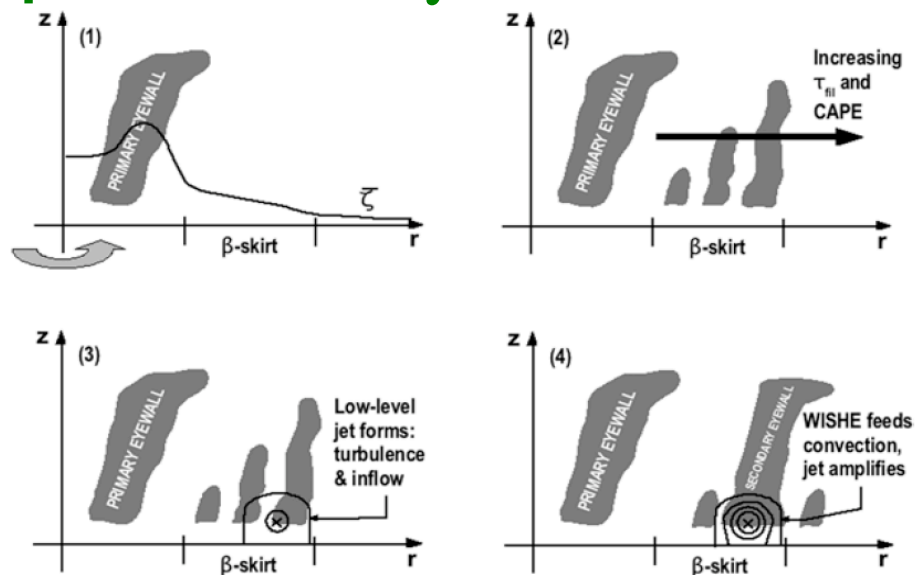 z
(1)
PRIMARY EYEWALL
ζ
r
β-skirt
z
(2)
PRIMARY EYEWALL
Increasing
τfil and
CAPE
r
β-skirt
z
(3)
PRIMARY EYEWALL
Low-level
jet forms:
turbulence
& inflow
r
β-skirt
z
(4)
PRIMARY EYEWALL
SECONDARY EYEWALL
WISHE feeds
convection,
jet amplifies
r
β-skirt